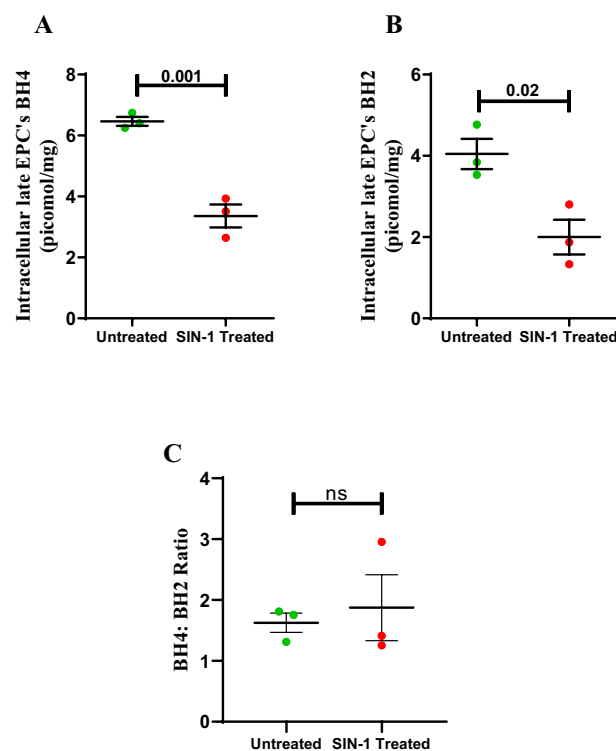 A
Intracellular late EPC's BH4
(picomol/mg)
8
6
4
2
0
0.001
Untreated
SIN-1 Treated
B
Intracellular late EPC's BH2
(picomol/mg)
6
4
2
0
0.02
Untreated
SIN-1 Treated
C
BH4: BH2 Ratio
4
3
2
1
0
ns
Untreated
SIN-1 Treated